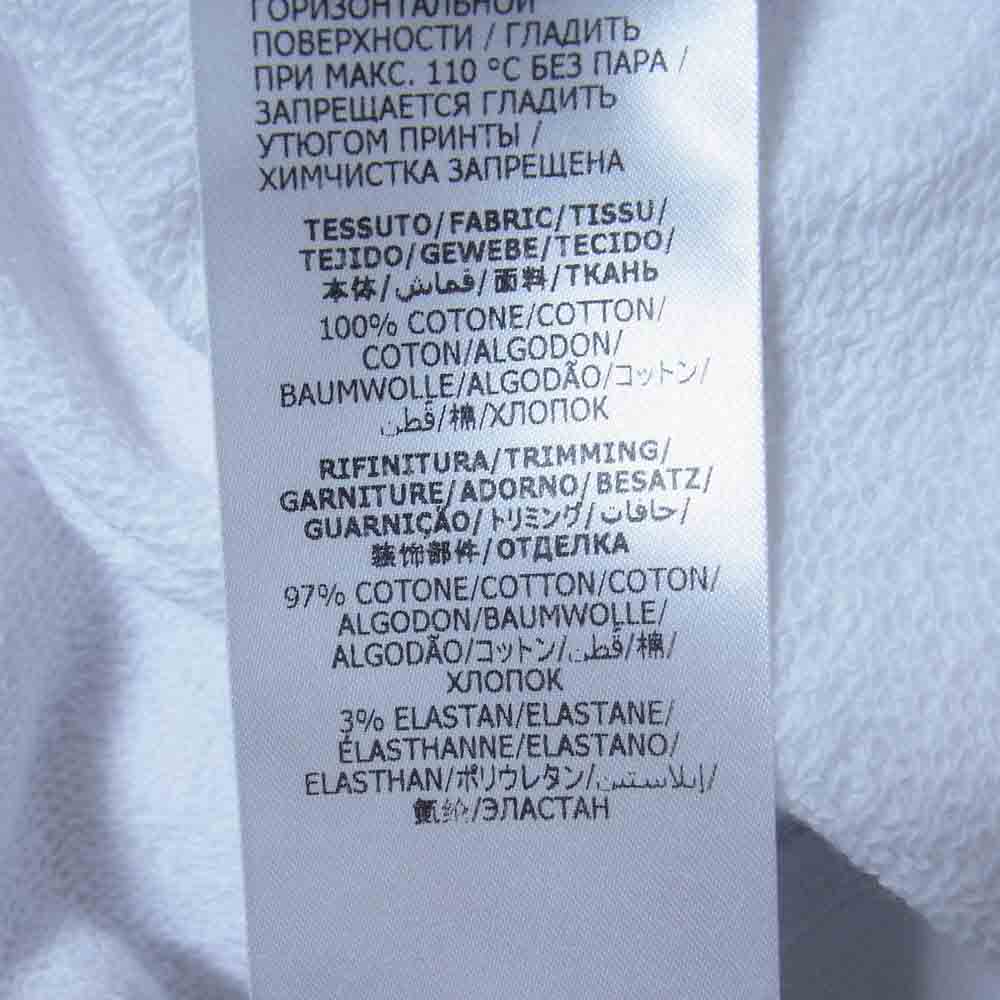 ГОРИЗОНТАЛЬНОЙ
ПОВЕРХНОСТИ / ГЛАДИТЬ
ПРИ МАКС. 110 °C БЕЗ ПАРА /
ЗАПРЕЩАЕТСЯ ГЛАДИТЬ
УТЮГОМ ПРИНТЫ /
ХИМЧИСТКА ЗАПРЕЩЕНА
TESSUTO/FABRIC/TISSU/
TEJIDO/GEWEBE/TECIDO/
本体/قماش/面料/ТКАНЬ
100% COTONE/COTTON/
COTON/ALGODON/
BAUMWOLLE/ALGODÃO/コットン/
قُطن/棉/ХЛОПОК
RIFINITURA/TRIMMING/
GARNITURE/ADORNO/BESATZ/
GUARNIÇÃO/トリミング/حافات/
装饰部件/ОТДЕЛКА
97% COTONE/COTTON/COTON/
ALGODON/BAUMWOLLE/
ALGODÃO/コットン/قُطن/棉/
ХЛОПОК
3% ELASTAN/ELASTANE/
ÉLASTHANNE/ELASTANO/
ELASTHAN/ポリウレタン/إيلاستين/
氨纶/ЭЛАСТАН